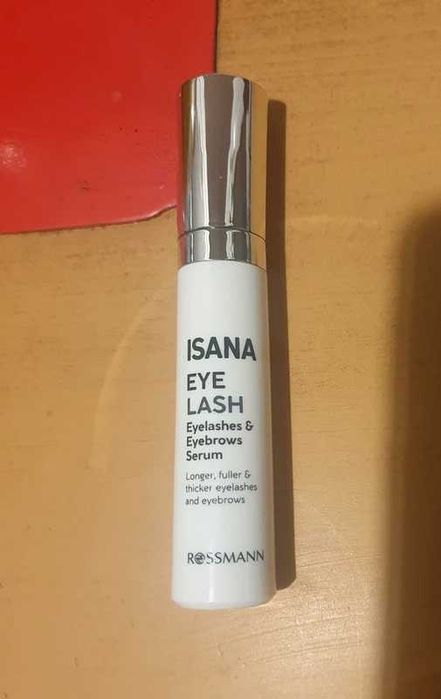 ISANA
EYE
LASH
Eyelashes &
Eyebrows
Serum
Longer, fuller &
thicker eyelashes
and eyebrows
ROSSMANN